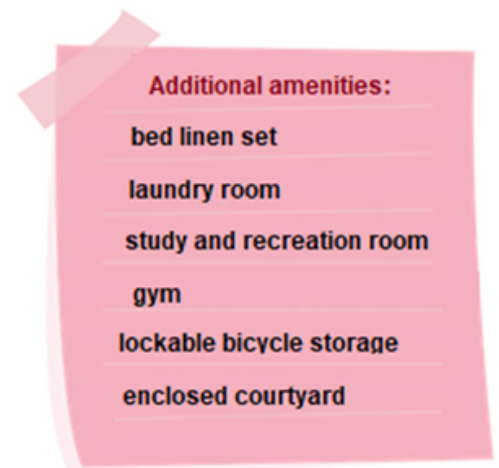 Additional amenities:
bed linen set
laundry room
study and recreation room
gym
lockable bicycle storage
enclosed courtyard